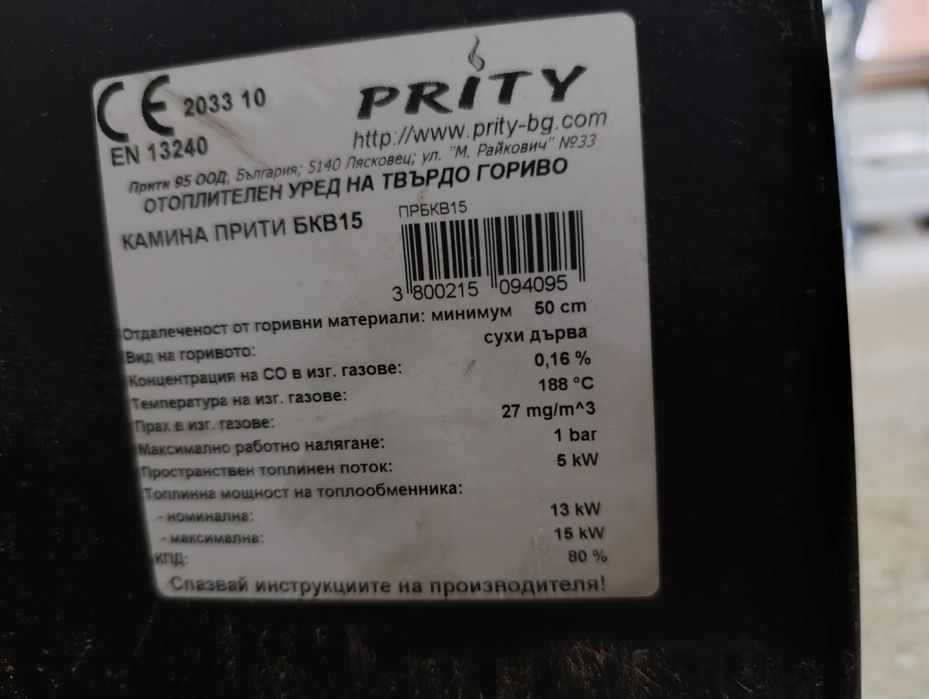 CE 2033 10
PRITY
EN 13240
http://www.prity-bg.com
Прити 95 ООД, България; 5140 Лясковец; ул. "М. Райкович" №33
ОТОПЛИТЕЛЕН УРЕД НА ТВЪРДО ГОРИВО
КАМИНА ПРИТИ БКВ15
ПРБКВ15
3 800215 094095
Отдалеченост от горивни материали: минимум 50 cm
Вид на горивото: сухи дърва
Концентрация на CO в изг. газове: 0,16 %
Температура на изг. газове: 188 °C
Прах в изг. газове: 27 mg/m^3
Максимално работно налягане: 1 bar
Пространствен топлинен поток: 5 kW
Топлинна мощност на топлообменника:
- номинална: 13 kW
- максимална: 15 kW
КПД: 80 %
Спазвай инструкциите на производителя!